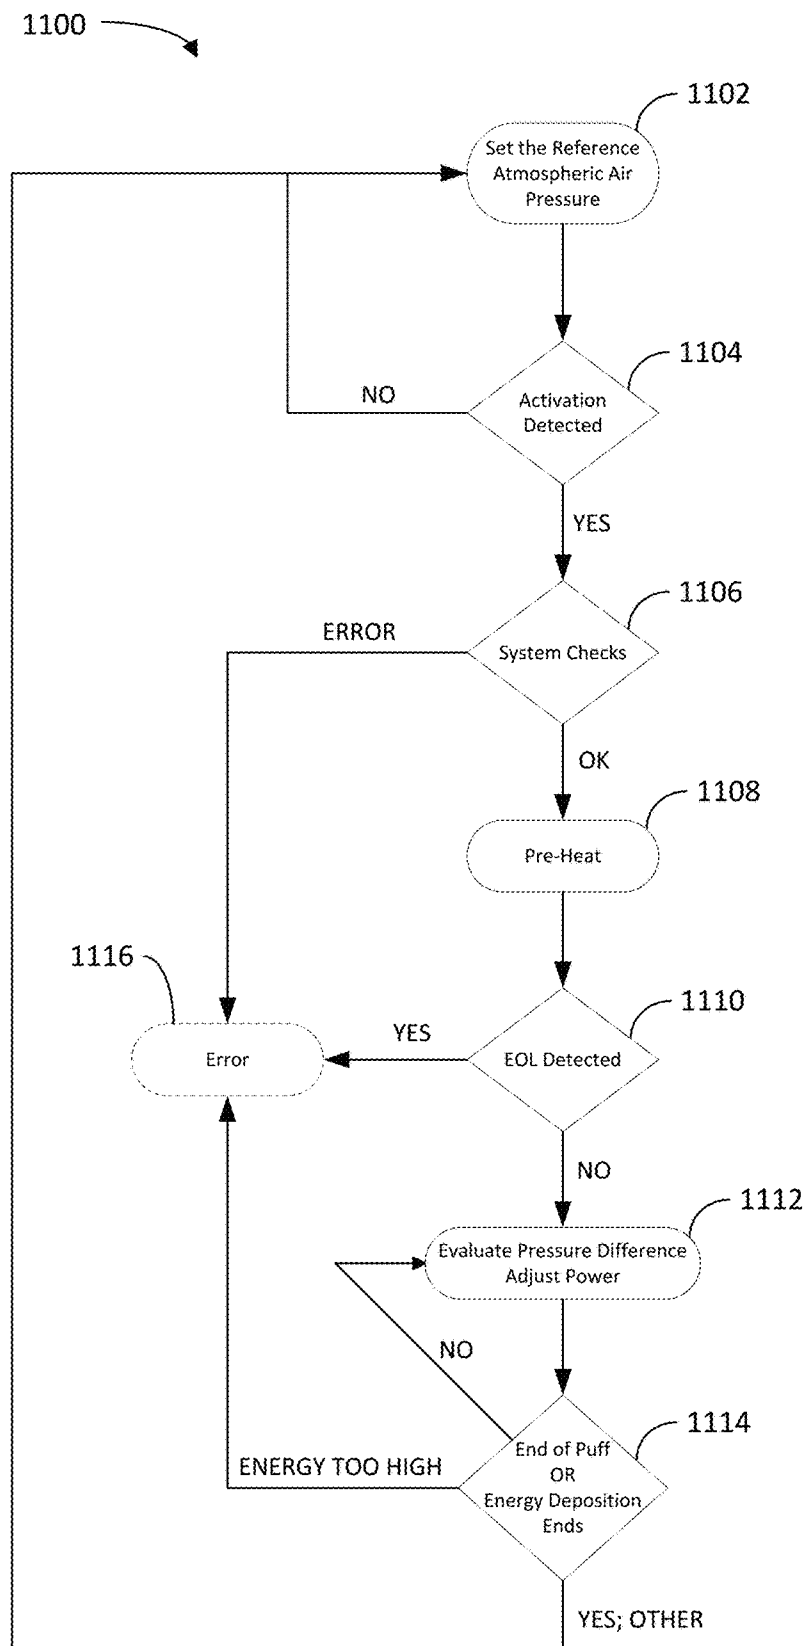 1100
1102
Set the Reference
Atmospheric Air
Pressure
1104
NO
Activation
Detected
YES
1106
ERROR
System Checks
OK
1108
Pre-Heat
1116
1110
YES
Error
EOL Detected
NO
1112
Evaluate Pressure Difference
Adjust Power
NO
1114
End of Puff
OR
Energy Deposition
Ends
ENERGY TOO HIGH
YES; OTHER